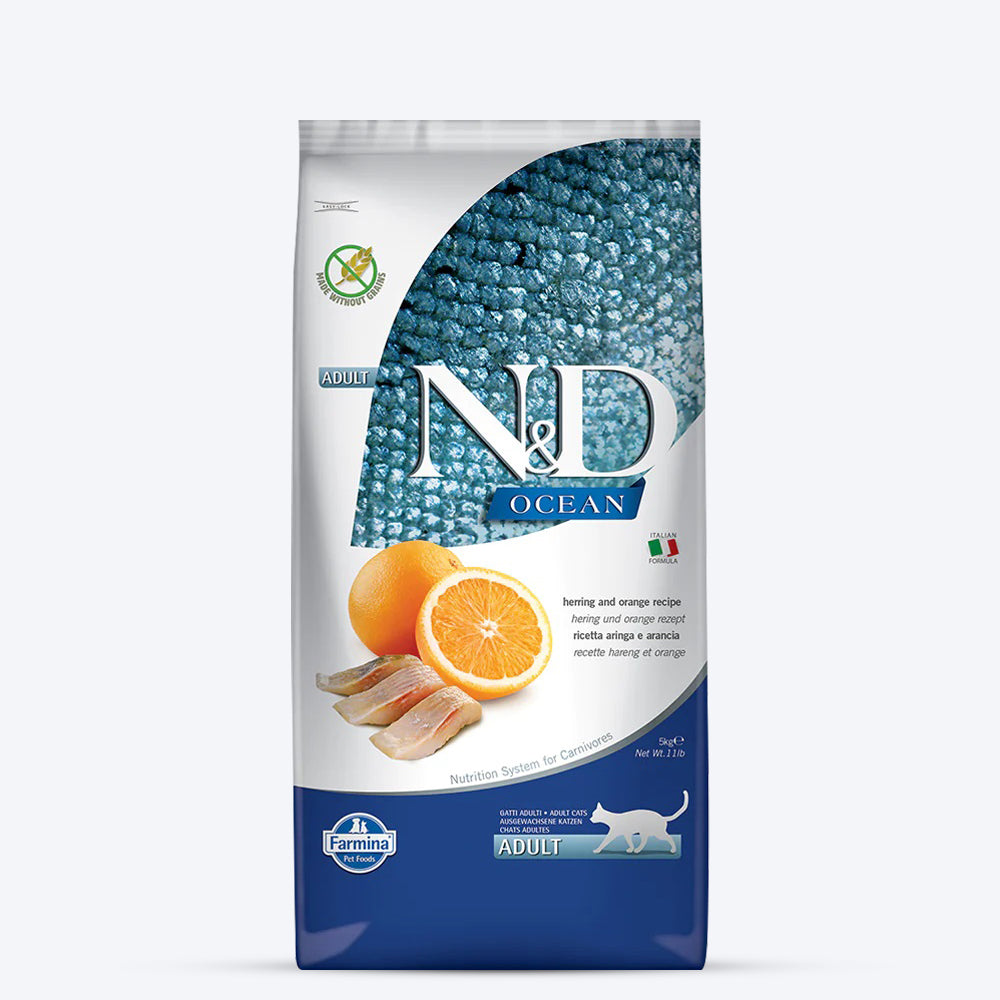 EASY-LOCK
MADE WITHOUT GRAINS
ADULT
N&D
OCEAN
ITALIAN
FORMULA
herring and orange recipe
hering und orange rezept
ricetta aringa e arancia
recette hareng et orange
5kg℮
Net Wt.11lb
Nutrition System for Carnivores
GATTI ADULTI • ADULT CATS
AUSGEWACHSENE KATZEN
CHATS ADULTES
ADULT
Farmina
Pet Foods